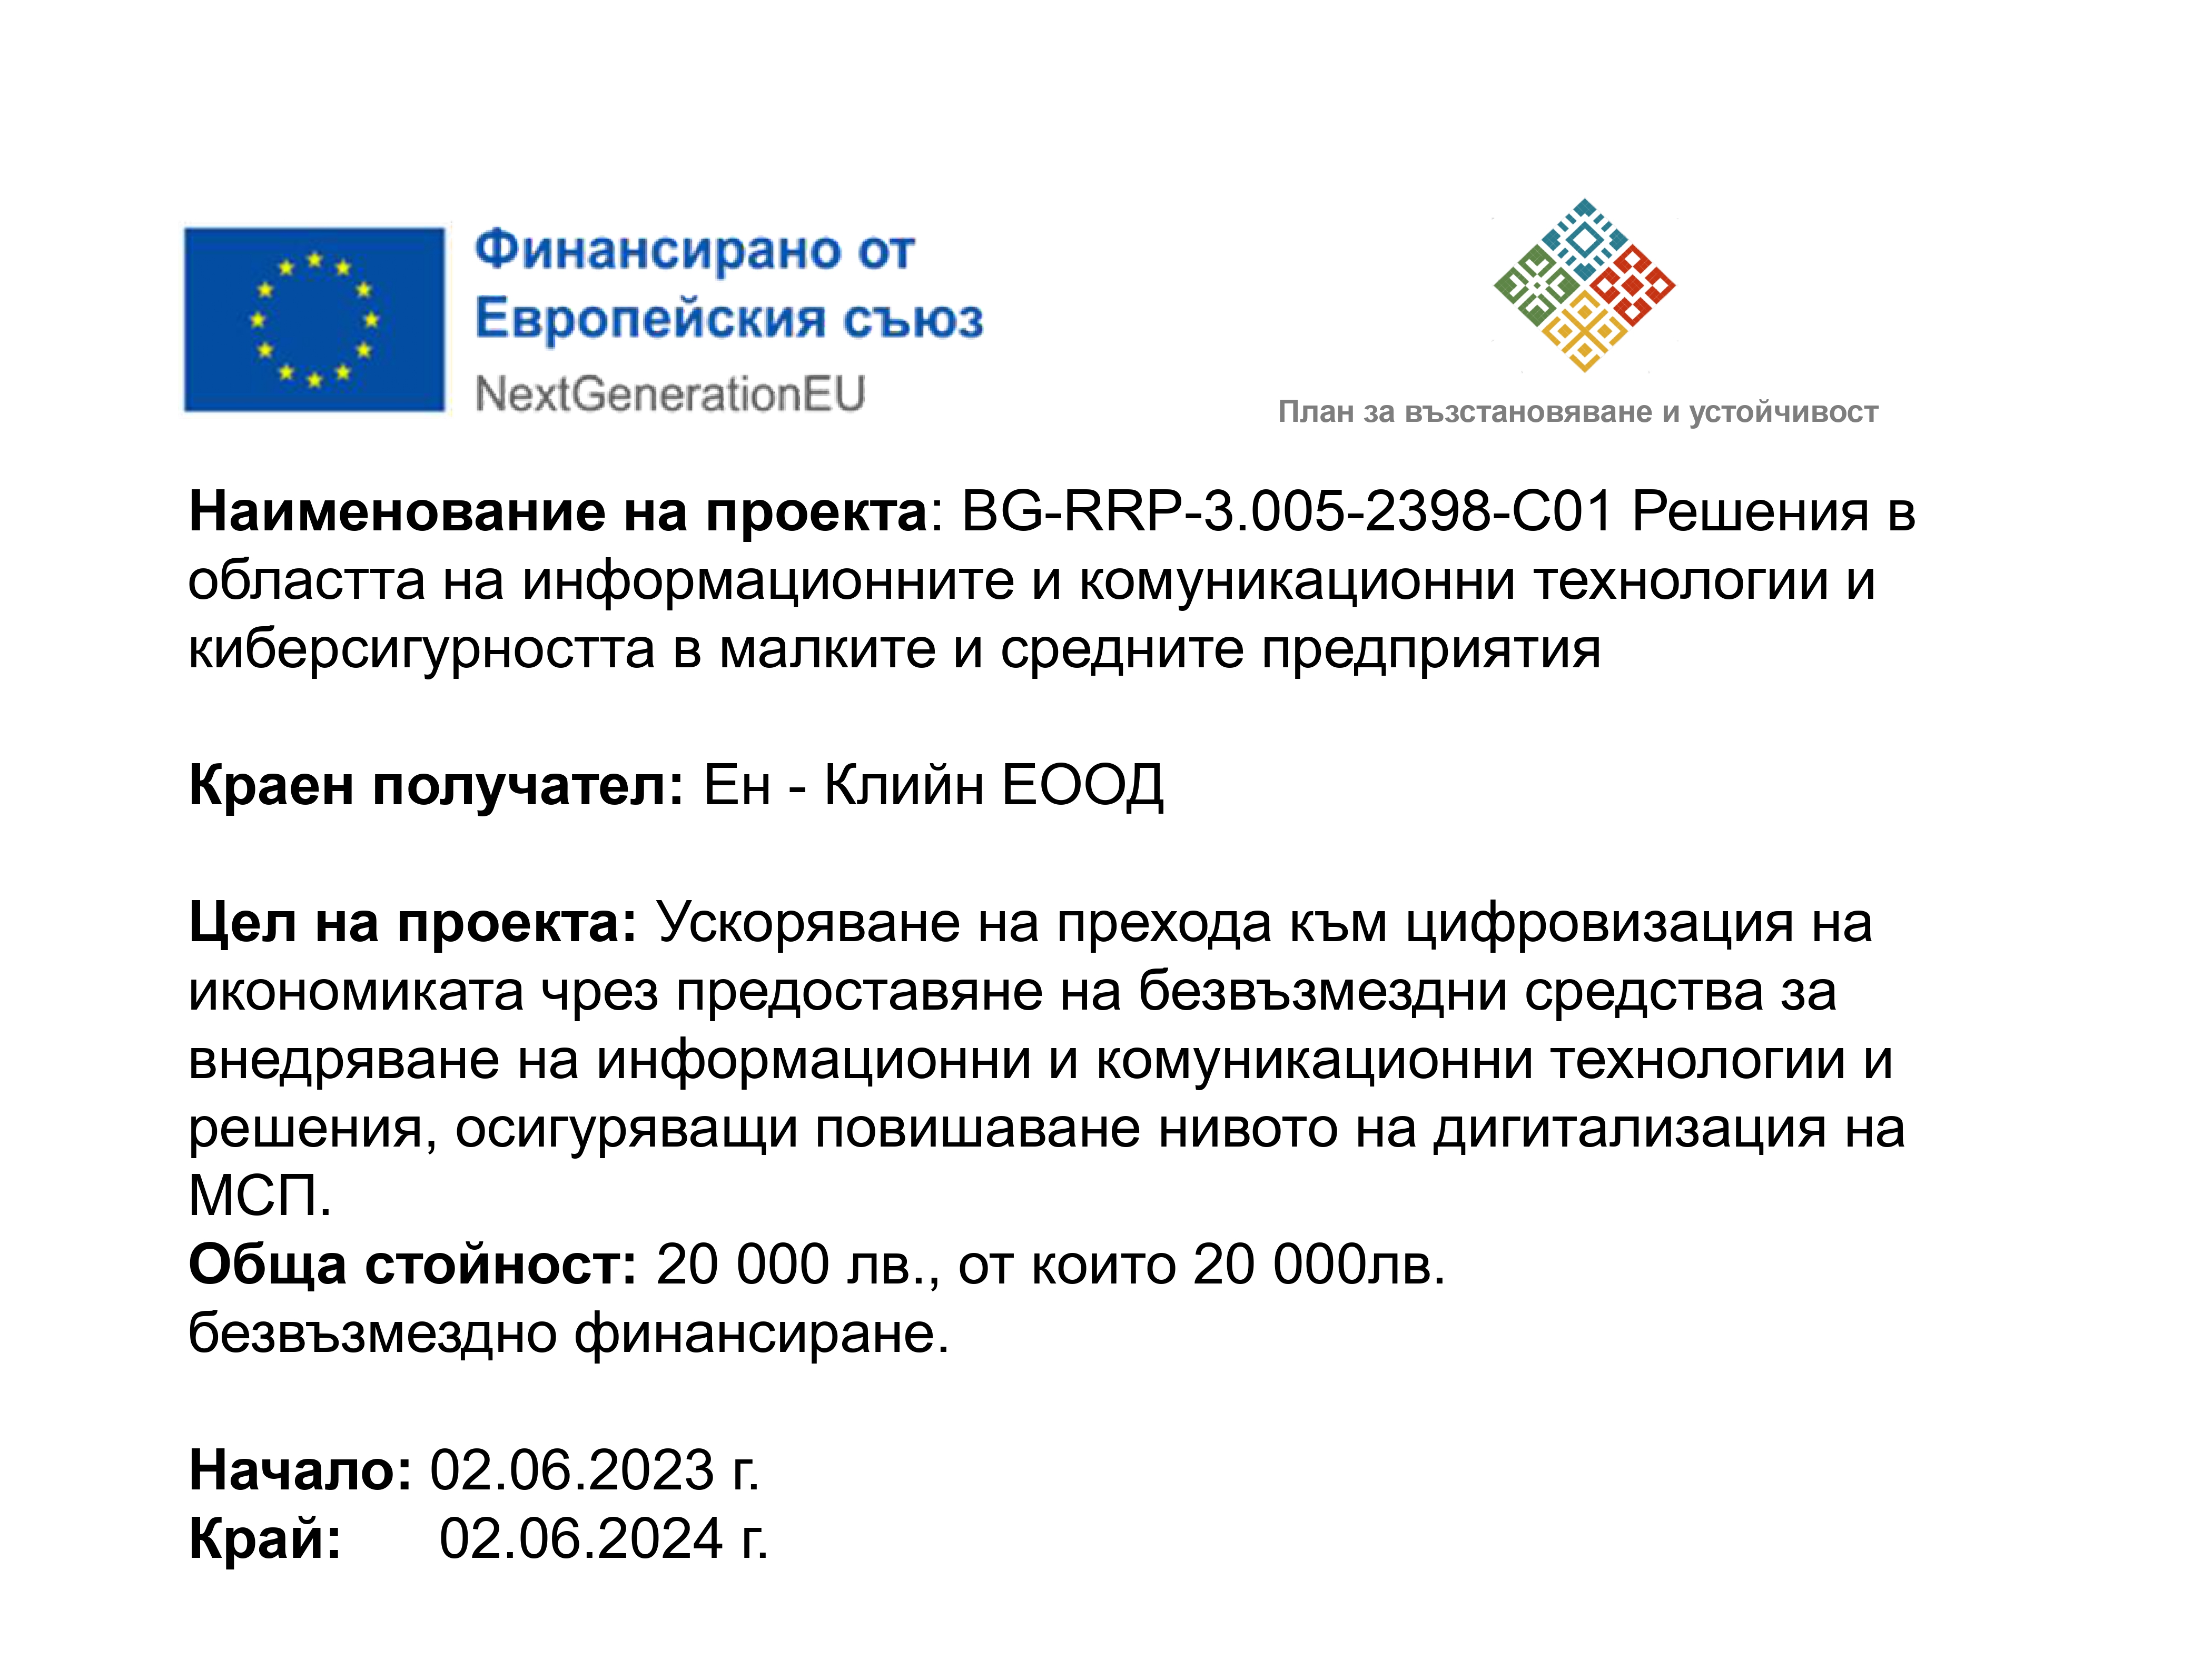 Финансирано от
Европейския съюз
NextGenerationEU
План за възстановяване и устойчивост
Наименование на проекта: BG-RRP-3.005-2398-C01 Решения в
областта на информационните и комуникационни технологии и
киберсигурността в малките и средните предприятия
Краен получател: Ен - Клийн ЕООД
Цел на проекта: Ускоряване на прехода към цифровизация на
икономиката чрез предоставяне на безвъзмездни средства за
внедряване на информационни и комуникационни технологии и
решения, осигуряващи повишаване нивото на дигитализация на
МСП.
Обща стойност: 20 000 лв., от които 20 000лв.
безвъзмездно финансиране.
Начало: 02.06.2023 г.
Край: 02.06.2024 г.